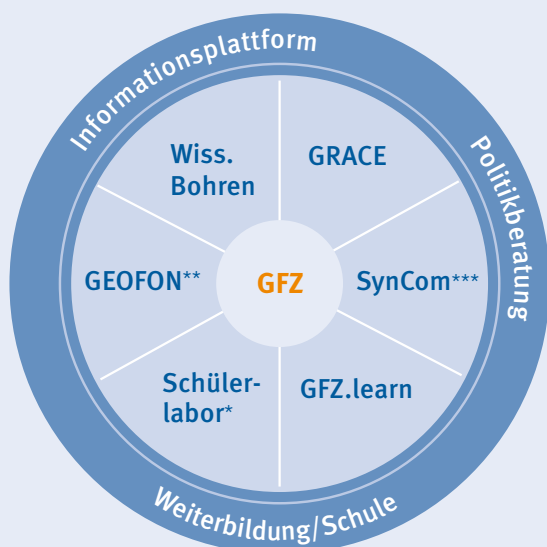 Informationsplattform
Politikberatung
Wiss.
Bohren
GRACE
GEOFON**
GFZ
SynCom***
Schüler-
labor*
GFZ.learn
Weiterbildung/Schule